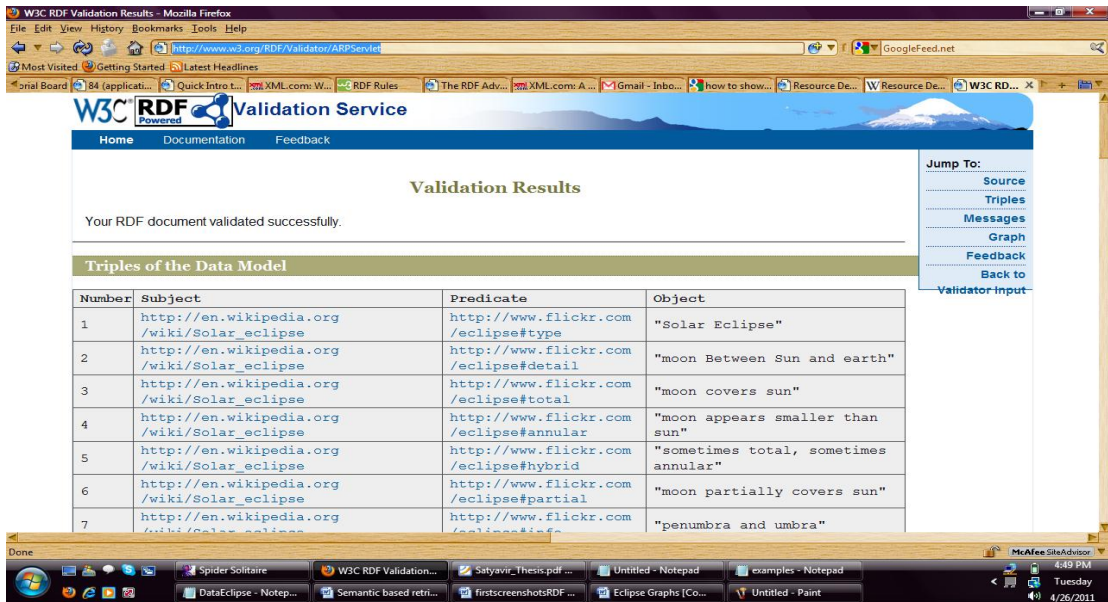 W3C RDF Validation Results - Mozilla Firefox
File Edit View History Bookmarks Tools Help
http://www.w3.org/RDF/Validator/ARPServlet
GoogleFeed.net
Most Visited Getting Started Latest Headlines
orial Board 84 (applicati... Quick Intro t... XML.com: W... RDF Rules The RDF Adv... XML.com: A ... Gmail - Inbo... how to show... Resource De... Resource De... W3C RD...
W3C RDF Powered Validation Service
Home Documentation Feedback
Jump To:
Source
Triples
Messages
Graph
Feedback
Back to
Validator Input
Validation Results
Your RDF document validated successfully.
Triples of the Data Model
Number Subject Predicate Object
1 http://en.wikipedia.org http://www.flickr.com "Solar Eclipse"
/wiki/Solar_eclipse /eclipse#type
2 http://en.wikipedia.org http://www.flickr.com "moon Between Sun and earth"
/wiki/Solar_eclipse /eclipse#detail
3 http://en.wikipedia.org http://www.flickr.com "moon covers sun"
/wiki/Solar_eclipse /eclipse#total
4 http://en.wikipedia.org http://www.flickr.com "moon appears smaller than
/wiki/Solar_eclipse /eclipse#annular sun"
5 http://en.wikipedia.org http://www.flickr.com "sometimes total, sometimes
/wiki/Solar_eclipse /eclipse#hybrid annular"
6 http://en.wikipedia.org http://www.flickr.com "moon partially covers sun"
/wiki/Solar_eclipse /eclipse#partial
7 http://en.wikipedia.org http://www.flickr.com "penumbra and umbra"
/wiki/Solar_eclipse /eclipse#info
Done
McAfee SiteAdvisor
Spider Solitaire W3C RDF Validation... Satyavir_Thesis.pdf ... Untitled - Notepad examples - Notepad
DataEclipse - Notep... Semantic based retri... firstscreenshotsRDF ... Eclipse Graphs [Co... Untitled - Paint
4:49 PM
Tuesday
4/26/2011